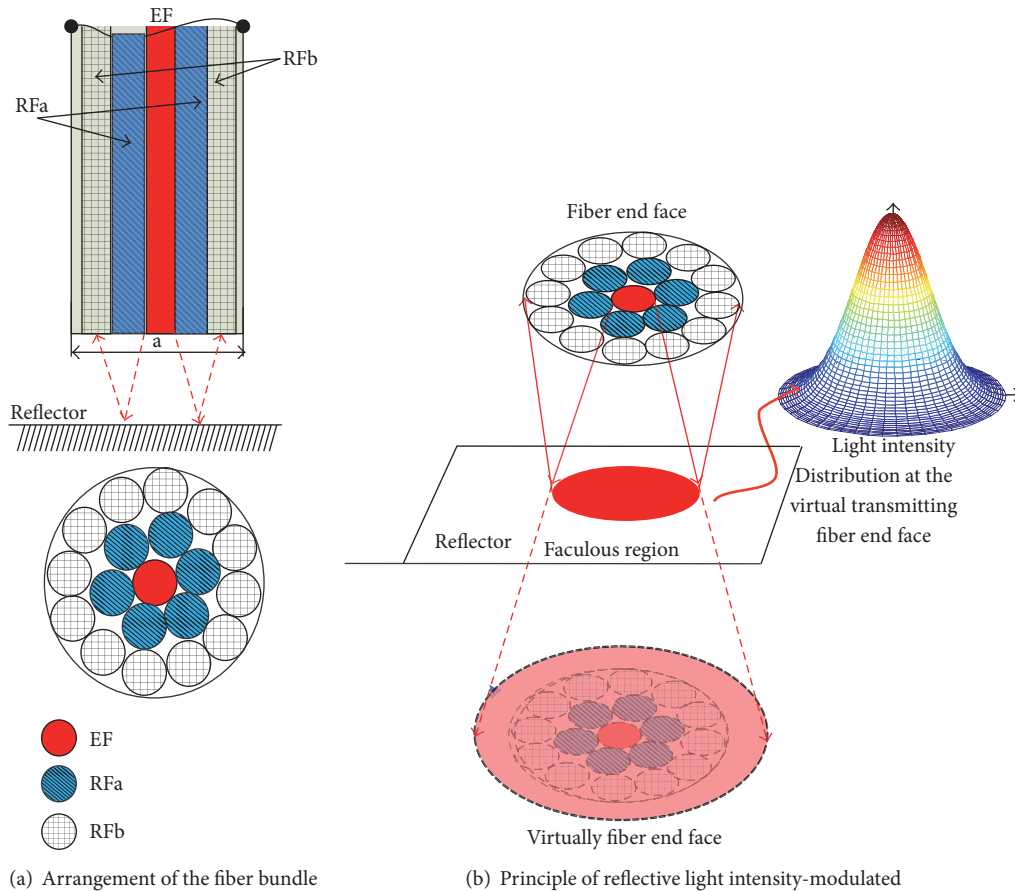 EF
RFb
RFa
a
Reflector
EF
RFa
RFb
(a) Arrangement of the fiber bundle
Fiber end face
Light intensity
Distribution at the
virtual transmitting
fiber end face
Reflector
Faculous region
Virtually fiber end face
(b) Principle of reflective light intensity-modulated